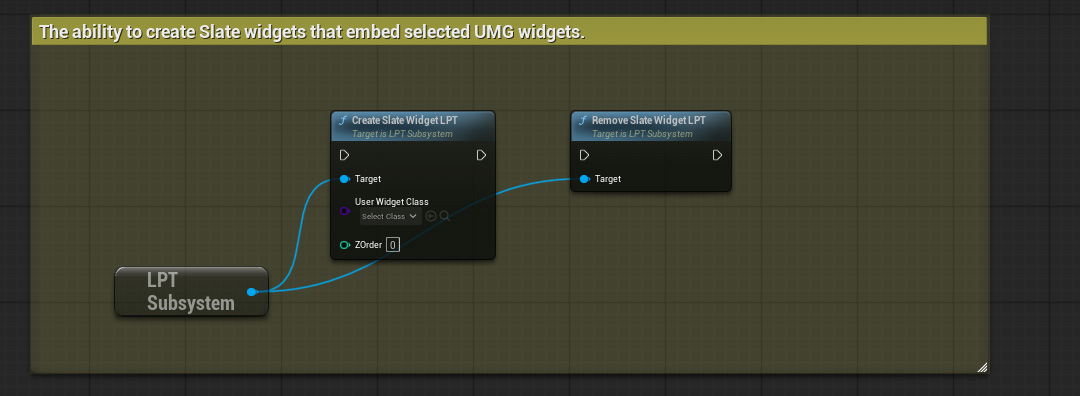 The ability to create Slate widgets that embed selected UMG widgets.
f Create Slate Widget LPT
Target is LPT Subsystem
Target
User Widget Class
Select Class
ZOrder 0
f Remove Slate Widget LPT
Target is LPT Subsystem
Target
LPT
Subsystem